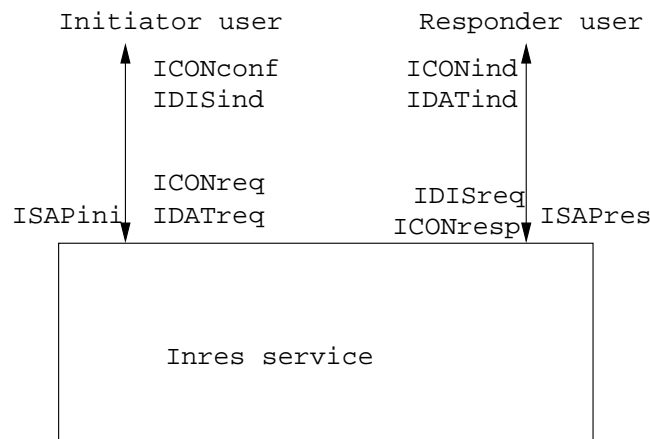 Initiator user
Responder user
ICONconf
IDISind
ICONind
IDATind
ICONreq
IDATreq
IDISreq
ICONresp
ISAPini
ISAPres
Inres service